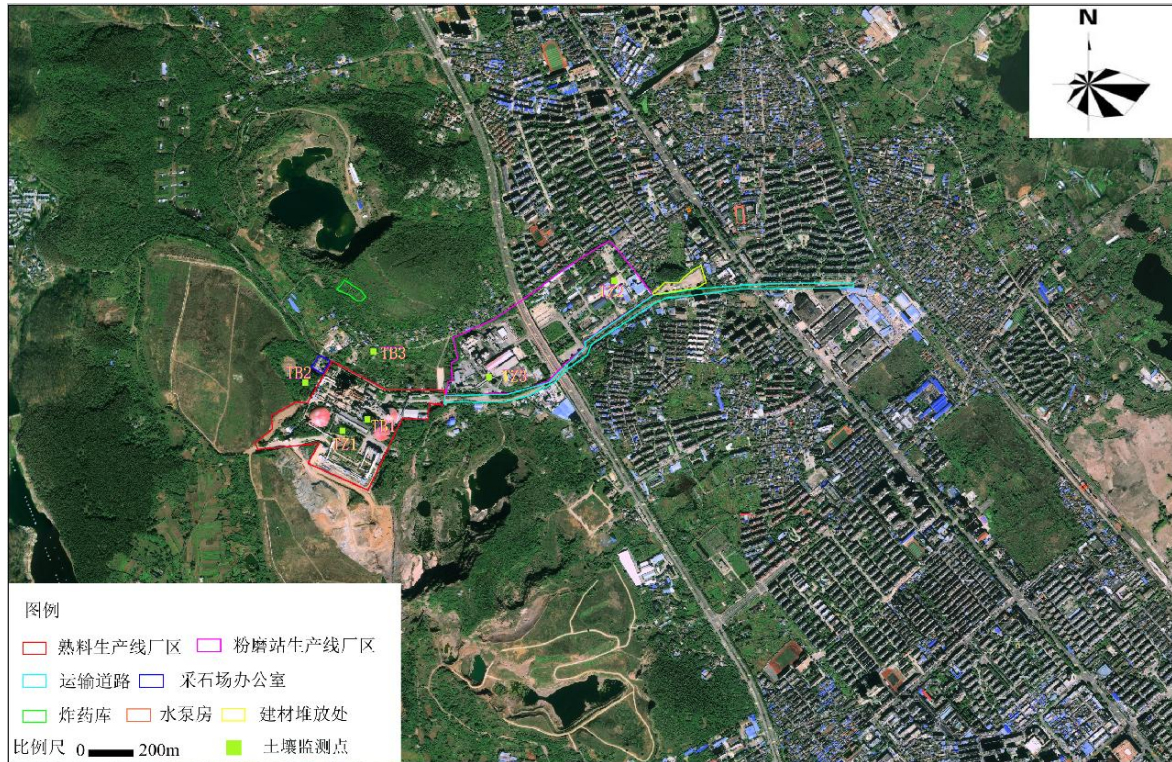 N
TB3
TB2
TZ3
TB1
TZ1
图例
熟料生产线厂区 粉磨站生产线厂区
运输道路 采石场办公室
炸药库 水泵房 建材堆放处
比例尺 0 200m 土壤监测点